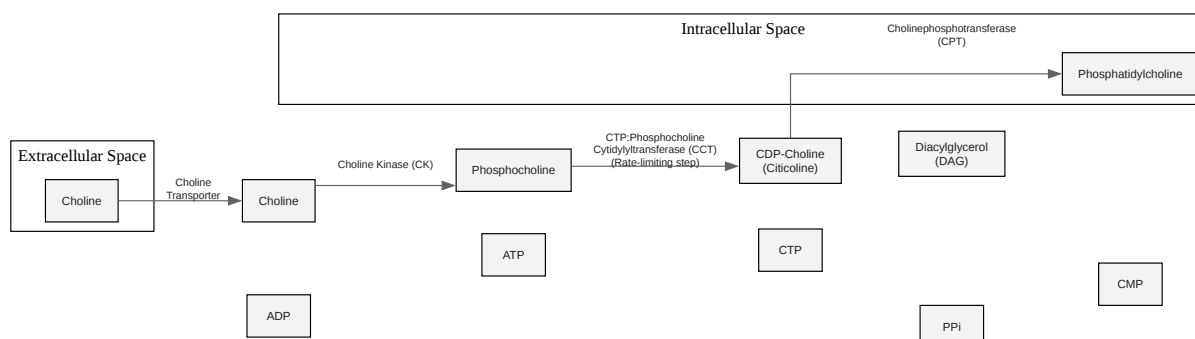 Intracellular Space
Cholinephosphotransferase
(CPT)
Phosphatidylcholine
Extracellular Space
Choline
Choline
Transporter
Choline
Choline Kinase (CK)
Phosphocholine
CTP:Phosphocholine
Cytidylyltransferase (CCT)
(Rate-limiting step)
CDP-Choline
(Citicoline)
Diacylglycerol
(DAG)
ATP
CTP
CMP
ADP
PPi